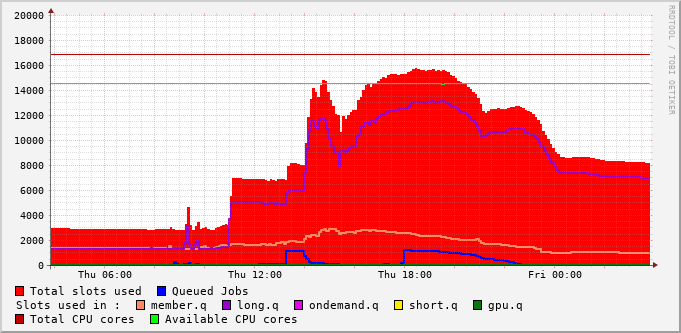 20000
18000
16000
14000
12000
10000
8000
6000
4000
2000
0
Thu 06:00 Thu 12:00 Thu 18:00 Fri 00:00
RRDTOOL / TOBI OETIKER
Total slots used Queued Jobs
Slots used in : member.q long.q ondemand.q short.q gpu.q
Total CPU cores Available CPU cores